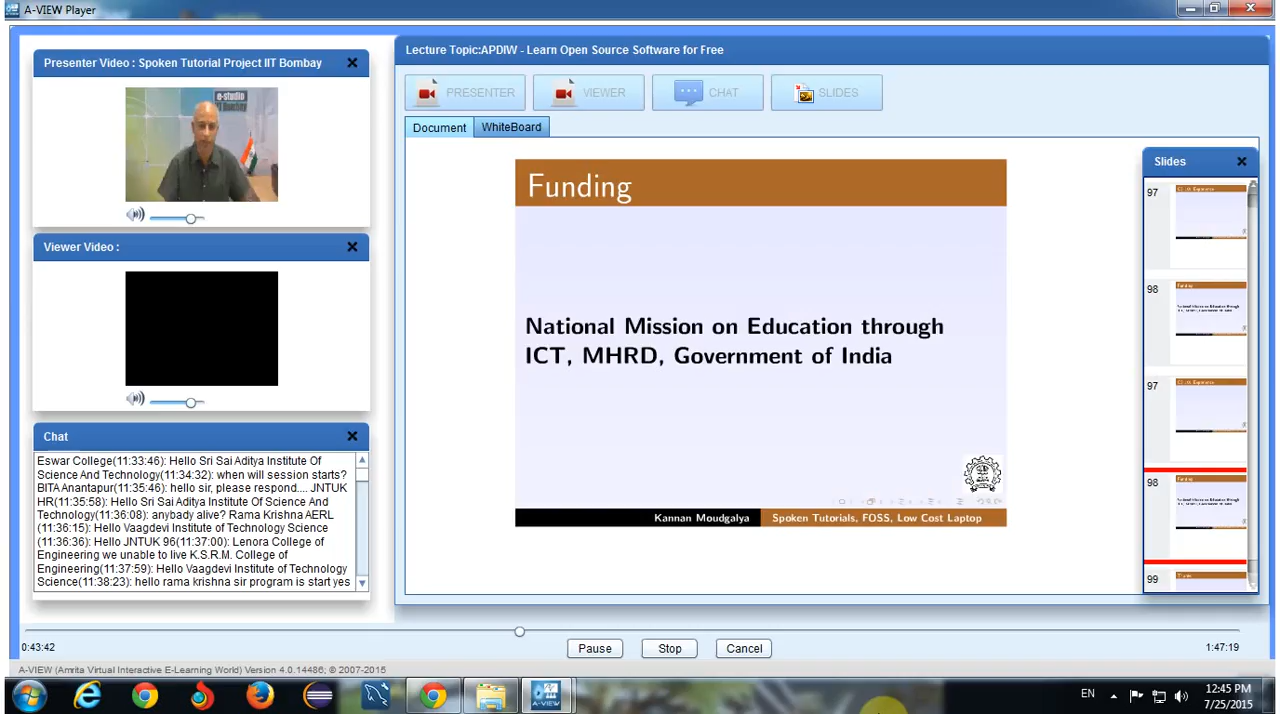 A-VIEW Player
Presenter Video : Spoken Tutorial Project IIT Bombay
Lecture Topic:APDIW - Learn Open Source Software for Free
PRESENTER
VIEWER
CHAT
SLIDES
Document
WhiteBoard
e-studio
Viewer Video :
Funding
National Mission on Education through
ICT, MHRD, Government of India
Kannan Moudgalya
Spoken Tutorials, FOSS, Low Cost Laptop
Slides
97
98
Funding
97
98
Funding
99
Chat
Eswar College(11:33:46): Hello Sri Sai Aditya Institute Of
Science And Technology(11:34:32): when will session starts?
BITA Anantapur(11:35:46): hello sir, please respond.... JNTUK
HR(11:35:58): Hello Sri Sai Aditya Institute Of Science And
Technology(11:36:08): anybady alive? Rama Krishna AERL
(11:36:15): Hello Vaagdevi Institute of Technology Science
(11:36:36): Hello JNTUK 96(11:37:00): Lenora College of
Engineering we unable to live K.S.R.M. College of
Engineering(11:37:59): Hello Vaagdevi Institute of Technology
Science(11:38:23): hello rama krishna sir program is start yes
0:43:42
Pause
Stop
Cancel
1:47:19
A-VIEW (Amrita Virtual Interactive E-Learning World) Version 4.0.14486; © 2007-2015
A-VIEW
EN
12:45 PM
7/25/2015